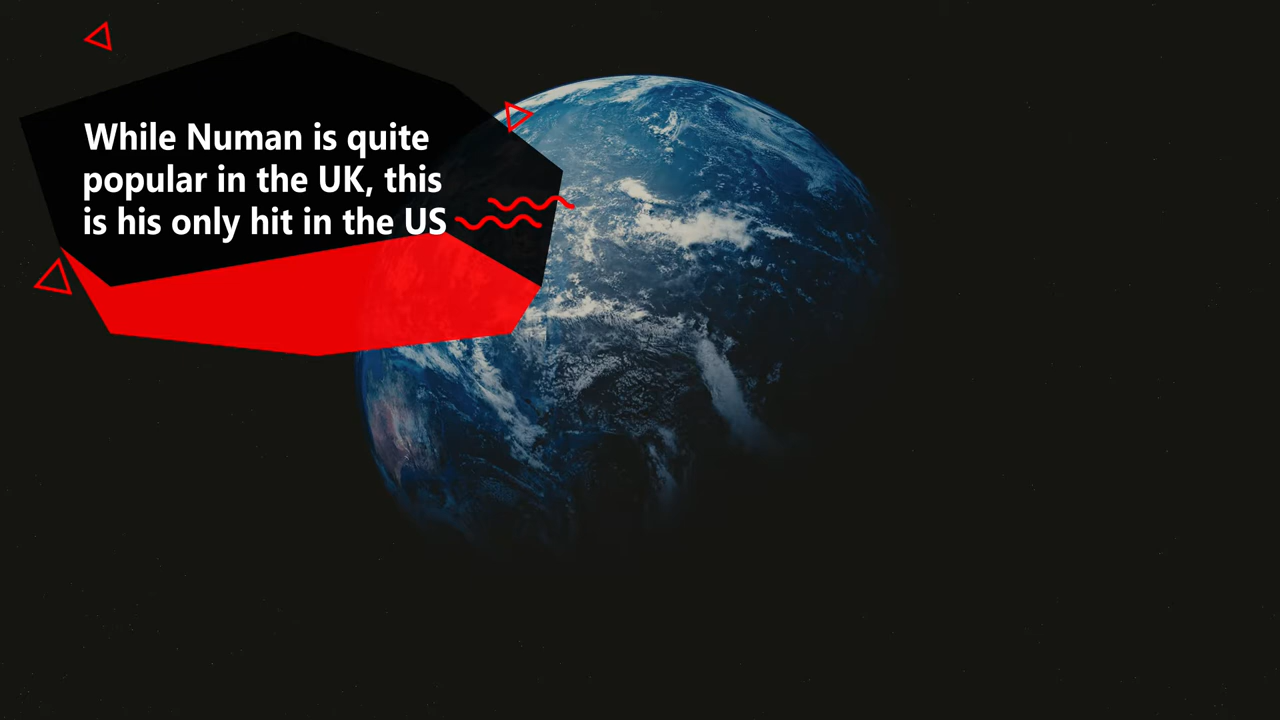 While Numan is quite
popular in the UK, this
is his only hit in the US